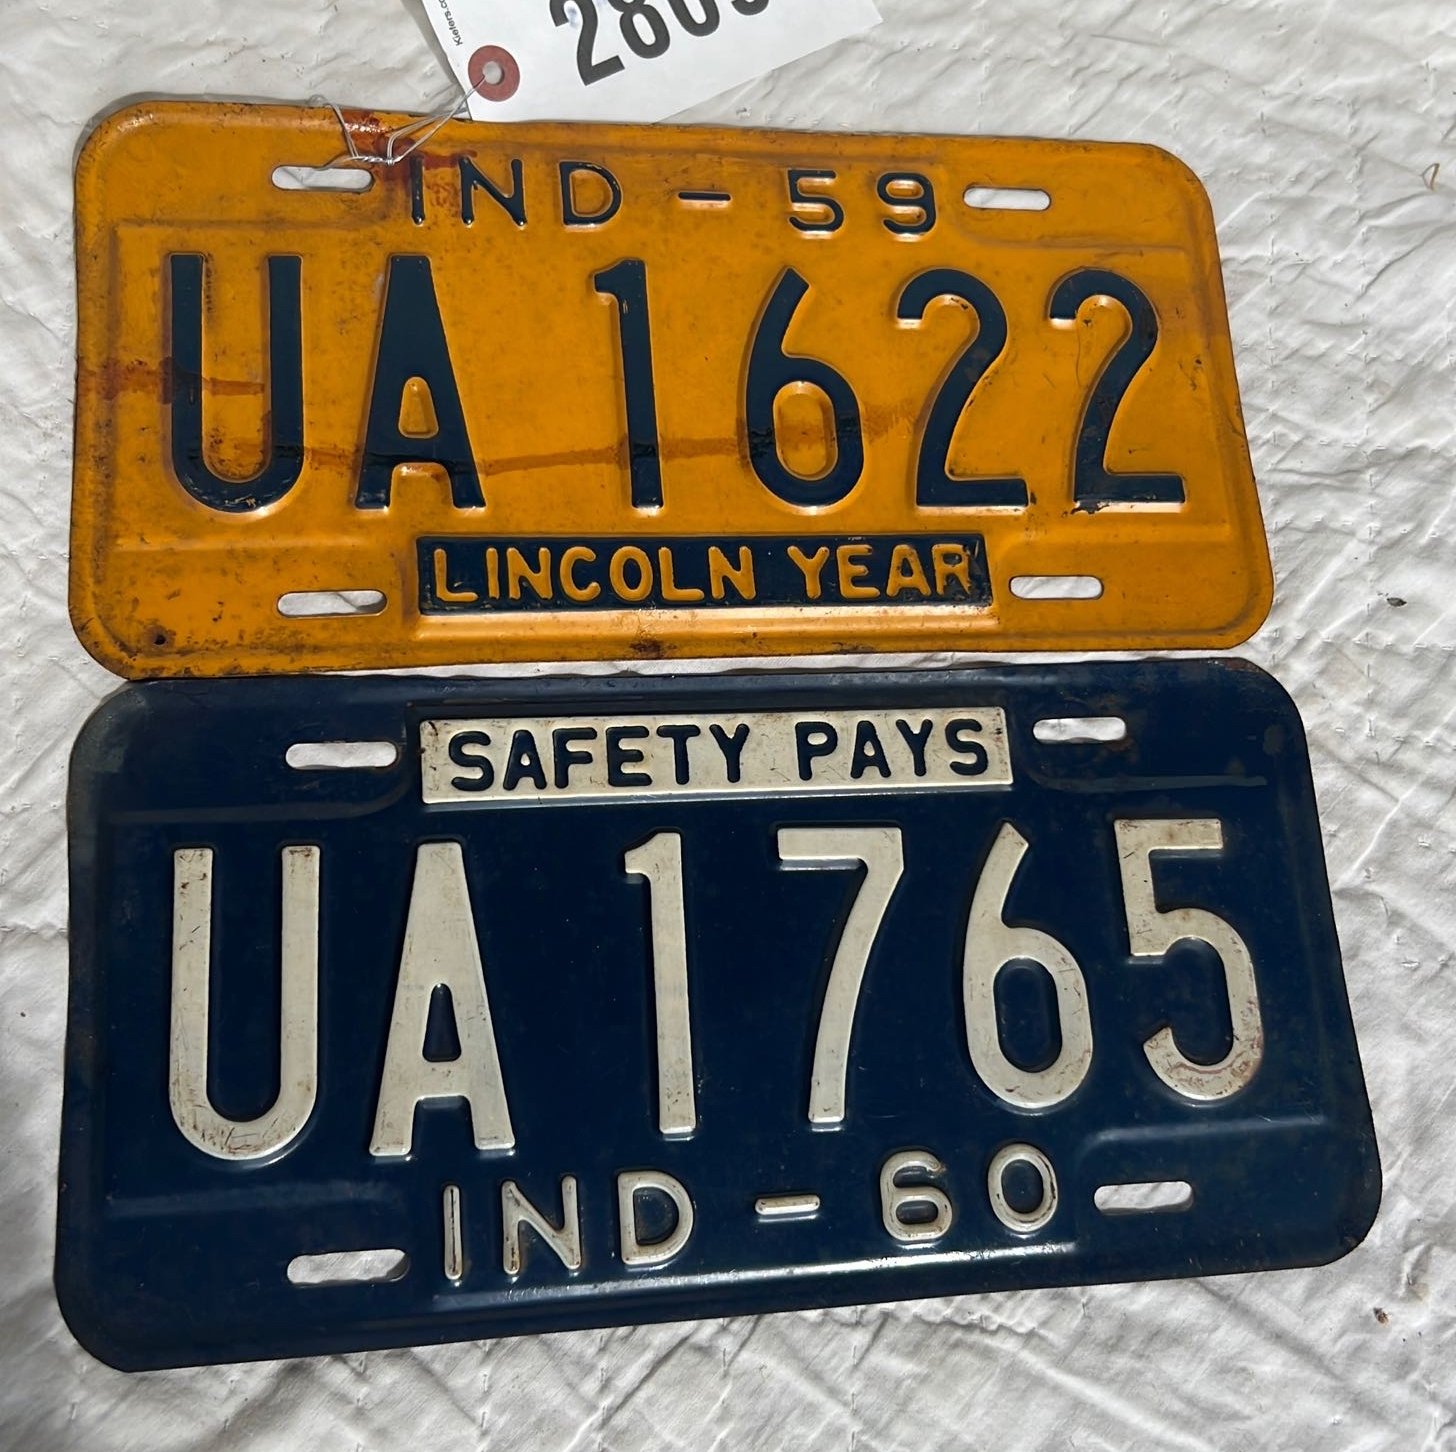 IND - 59
UA 1622
LINCOLN YEAR
SAFETY PAYS
UA 1765
IND - 60